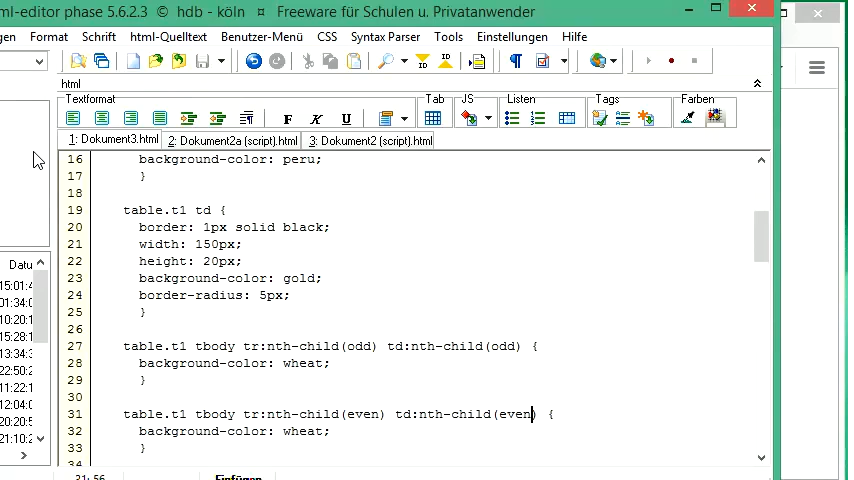 ml-editor phase 5.6.2.3 © hdb - köln ¤ Freeware für Schulen u. Privatanwender
gen Format Schrift html-Quelltext Benutzer-Menü CSS Syntax Parser Tools Einstellungen Hilfe
html
Textformat Tab JS Listen Tags Farben
F K U
1: Dokument3.html 2: Dokument2a (script).html 3: Dokument2 (script).html
16 background-color: peru;
17 }
18
19 table.t1 td {
20 border: 1px solid black;
21 width: 150px;
22 height: 20px;
23 background-color: gold;
24 border-radius: 5px;
25 }
26
27 table.t1 tbody tr:nth-child(odd) td:nth-child(odd) {
28 background-color: wheat;
29 }
30
31 table.t1 tbody tr:nth-child(even) td:nth-child(even) {
32 background-color: wheat;
33 }
34
Datu
15:01:4
01:34:0
10:20:1
15:28:1
13:34:3
22:50:2
11:22:1
12:04:0
20:20:5
21:10:2
31: 56 Einfügen